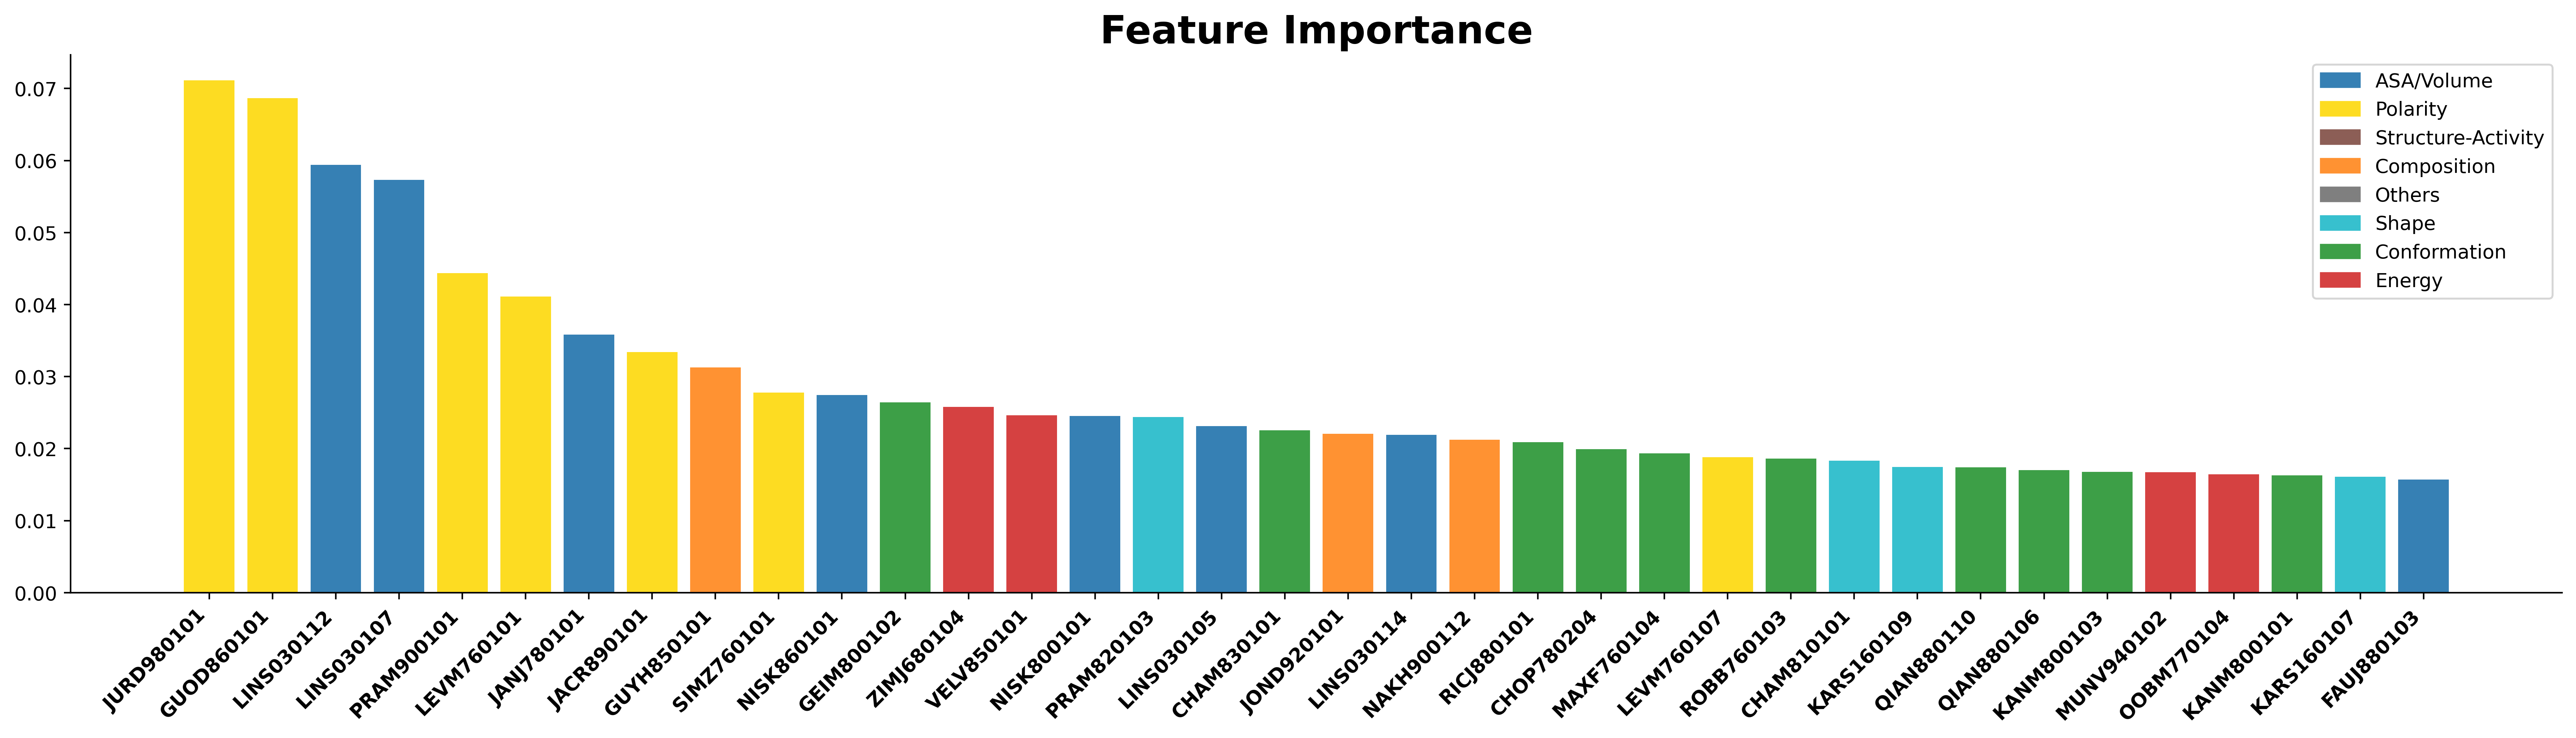 Feature Importance
0.07
0.06
0.05
0.04
0.03
0.02
0.01
0.00
ASA/Volume
Polarity
Structure-Activity
Composition
Others
Shape
Conformation
Energy
JURD980101
GUOD860101
LINS030112
LINS030107
PRAM900101
LEVM760101
JANJ780101
JACR890101
GUYH850101
SIMZ760101
NISK860101
GEIM800102
ZIMJ680104
VELV850101
NISK800101
PRAM820103
LINS030105
CHAM830101
JOND920101
LINS030114
NAKH900112
RICJ880101
CHOP780204
MAXF760104
LEVM760107
ROBB760103
CHAM810101
KARS160109
QIAN880110
QIAN880106
KANM800103
MUNV940102
OOBM770104
KANM800101
KARS160107
FAUJ880103